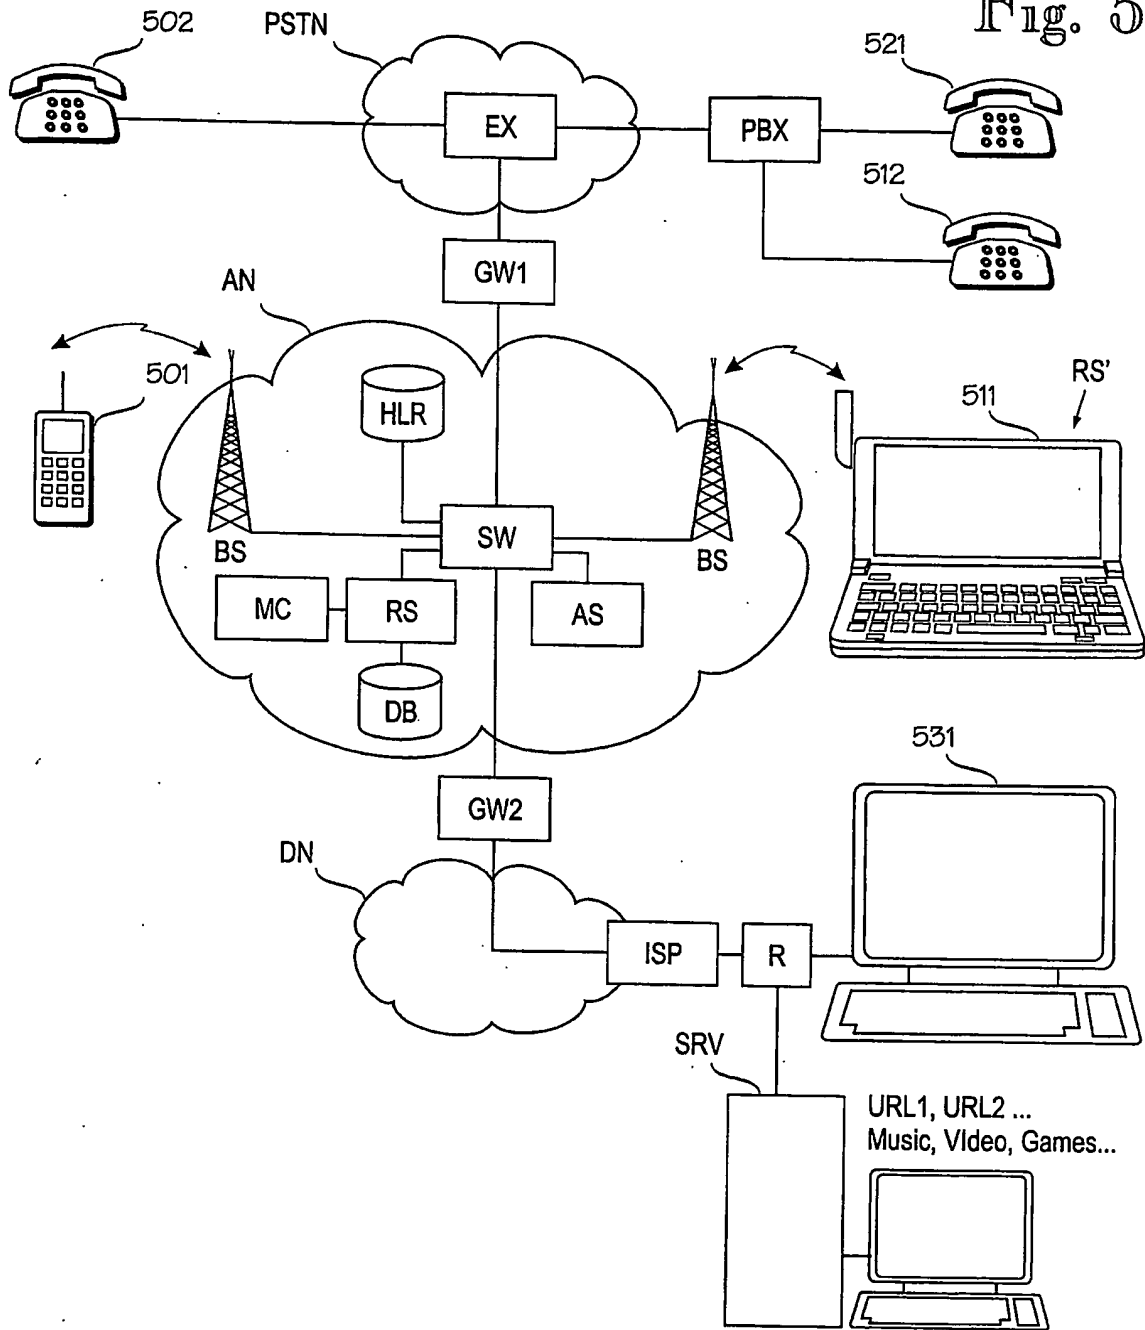 Fig. 5
502
PSTN
521
EX
PBX
512
GW1
AN
501
HLR
511
RS'
SW
BS
BS
MC
RS
AS
DB
531
GW2
DN
ISP
R
SRV
URL1, URL2 ...
Music, VIdeo, Games...